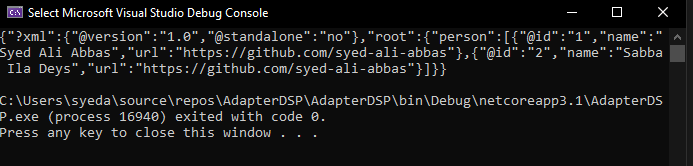 Select Microsoft Visual Studio Debug Console
{"?xml":{"@version":"1.0","@standalone":"no"},"root":{"person":[{"@id":"1","name":"
Syed Ali Abbas","url":"https://github.com/syed-ali-abbas"},{"@id":"2","name":"Sabba
 Ila Deys","url":"https://github.com/syed-ali-abbas"}]}}
C:\Users\syeda\source\repos\AdapterDSP\AdapterDSP\bin\Debug\netcoreapp3.1\AdapterDS
P.exe (process 16940) exited with code 0.
Press any key to close this window . . .